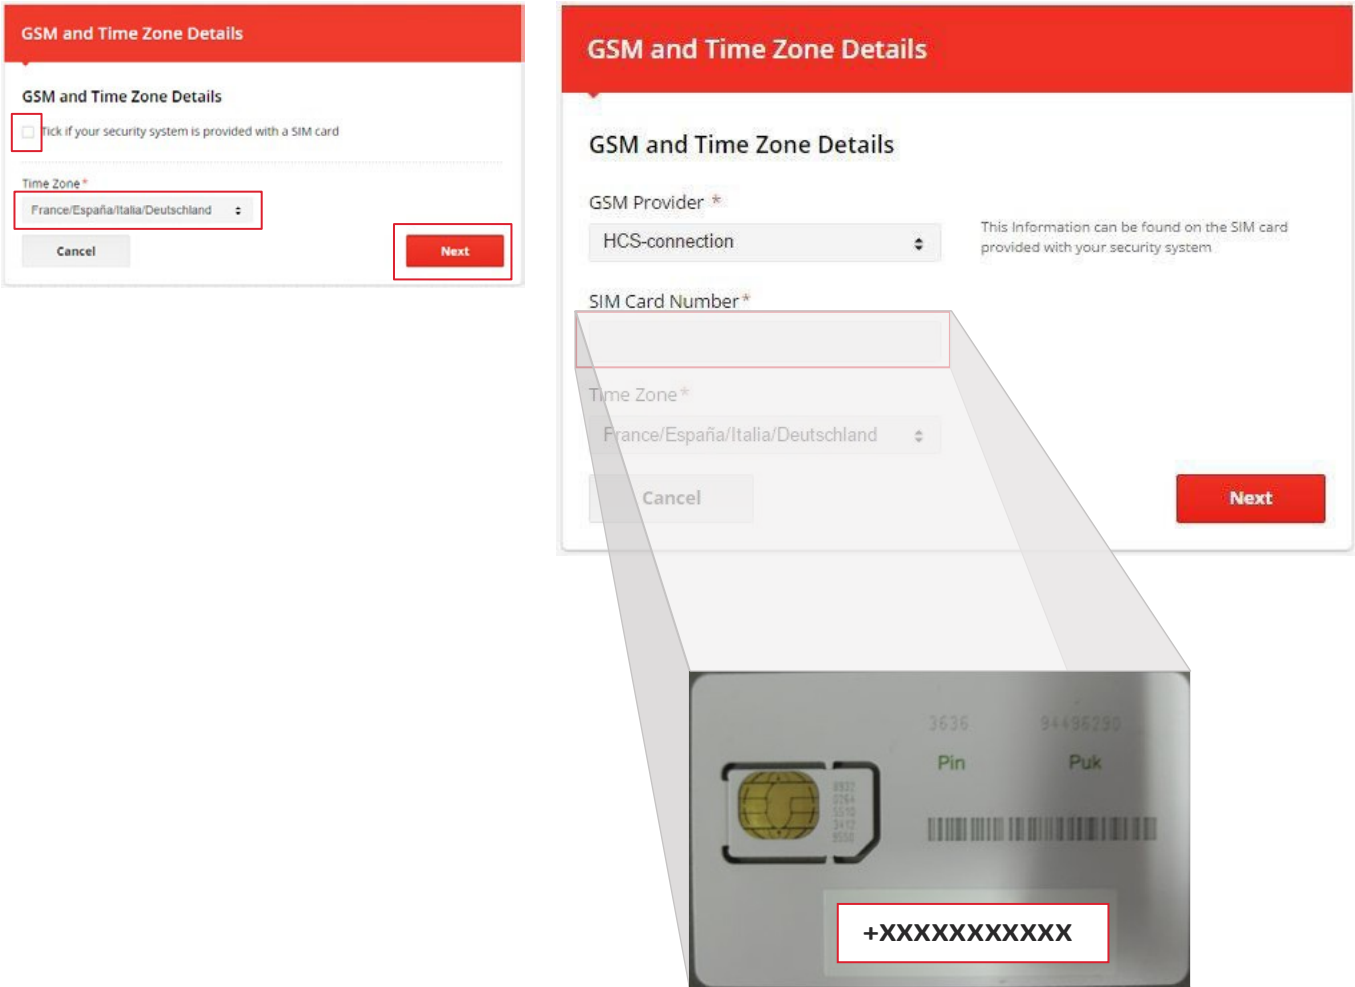 GSM and Time Zone Details
GSM and Time Zone Details
Tick if your security system is provided with a SIM card
Time Zone*
France/España/Italia/Deutschland
Cancel
Next
GSM and Time Zone Details
GSM and Time Zone Details
GSM Provider *
HCS-connection
This Information can be found on the SIM card
provided with your security system
SIM Card Number*
Time Zone*
France/España/Italia/Deutschland
Cancel
Next
3636 94496290
Pin Puk
+XXXXXXXXXXX